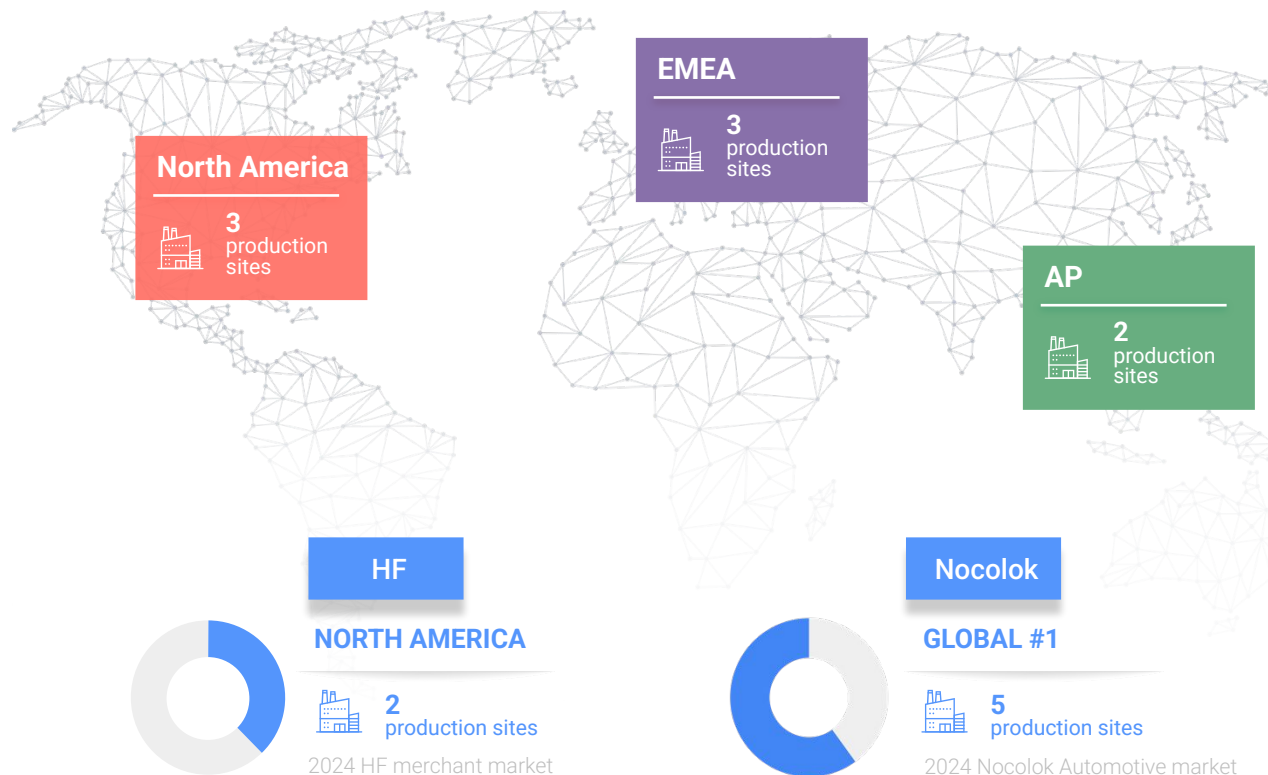 EMEA
3
production
sites
North America
3
production
sites
AP
2
production
sites
HF
NORTH AMERICA
2
production sites
2024 HF merchant market
Nocolok
GLOBAL #1
5
production sites
2024 Nocolok Automotive market